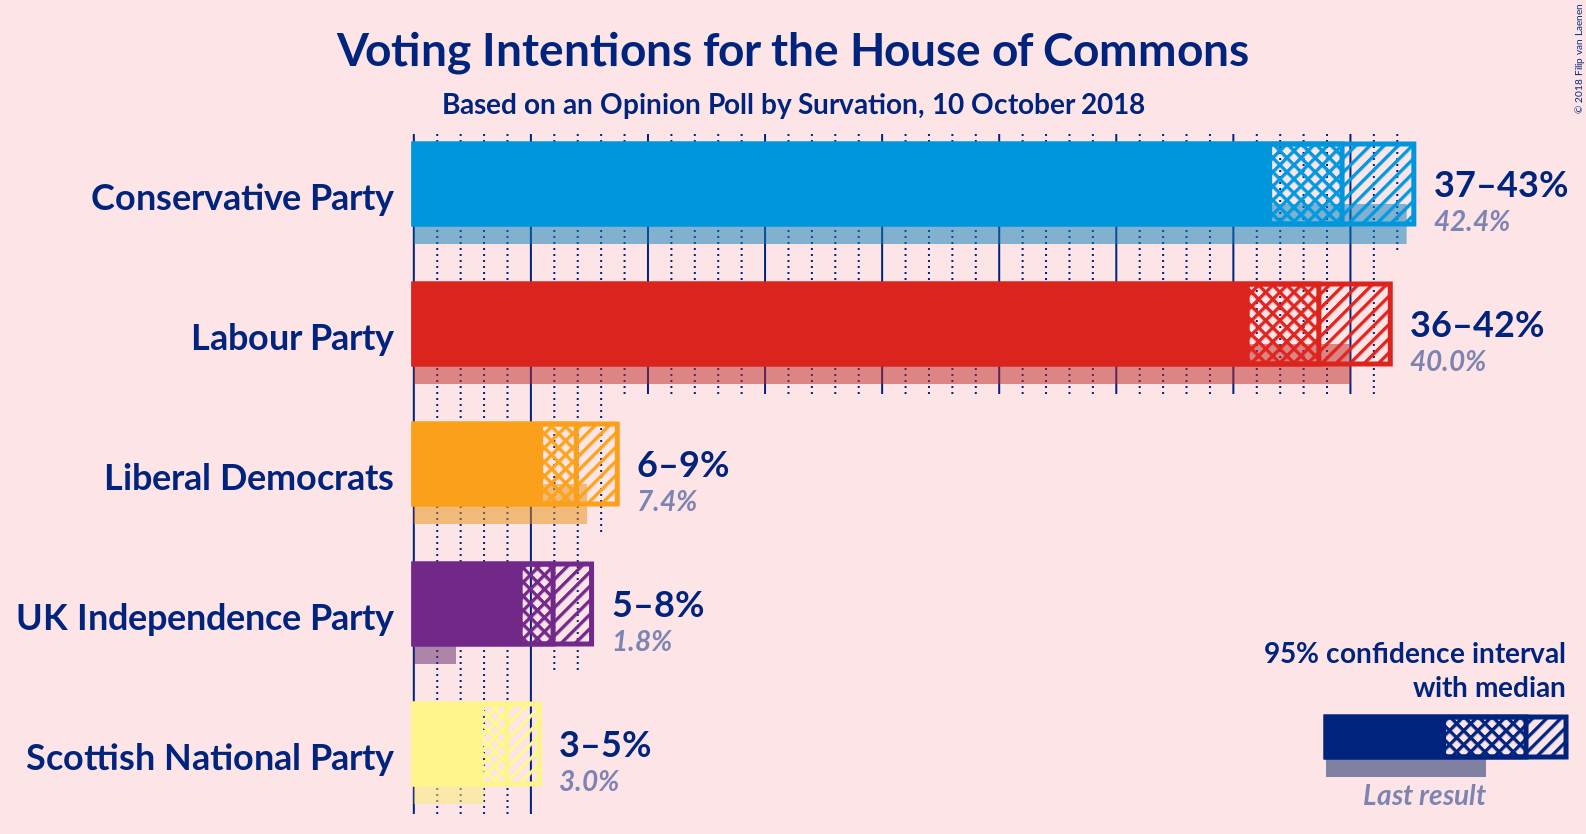 Voting Intentions for the House of Commons
Based on an Opinion Poll by Survation, 10 October 2018
© 2018 Filip van Laenen
Conservative Party
37–43%
42.4%
Labour Party
36–42%
40.0%
Liberal Democrats
6–9%
7.4%
UK Independence Party
5–8%
1.8%
Scottish National Party
3–5%
3.0%
95% confidence interval
with median
Last result